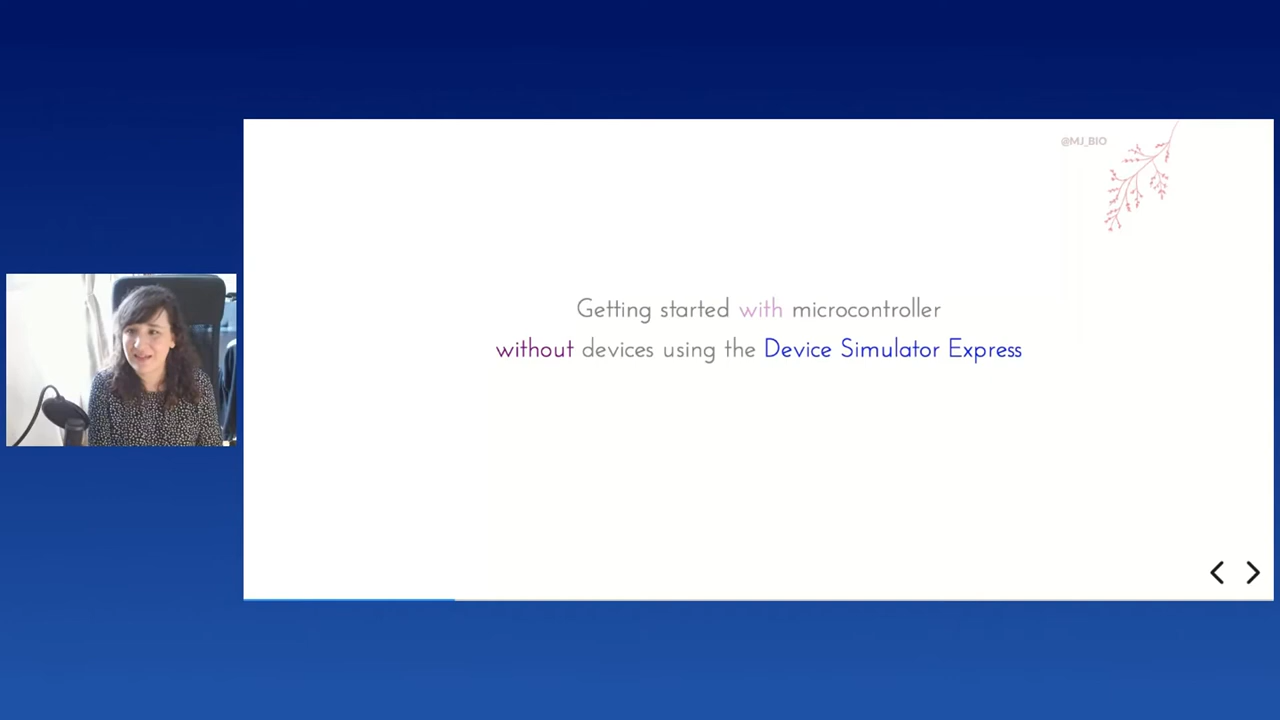 @MJ_BIO
Getting started with microcontroller
without devices using the Device Simulator Express